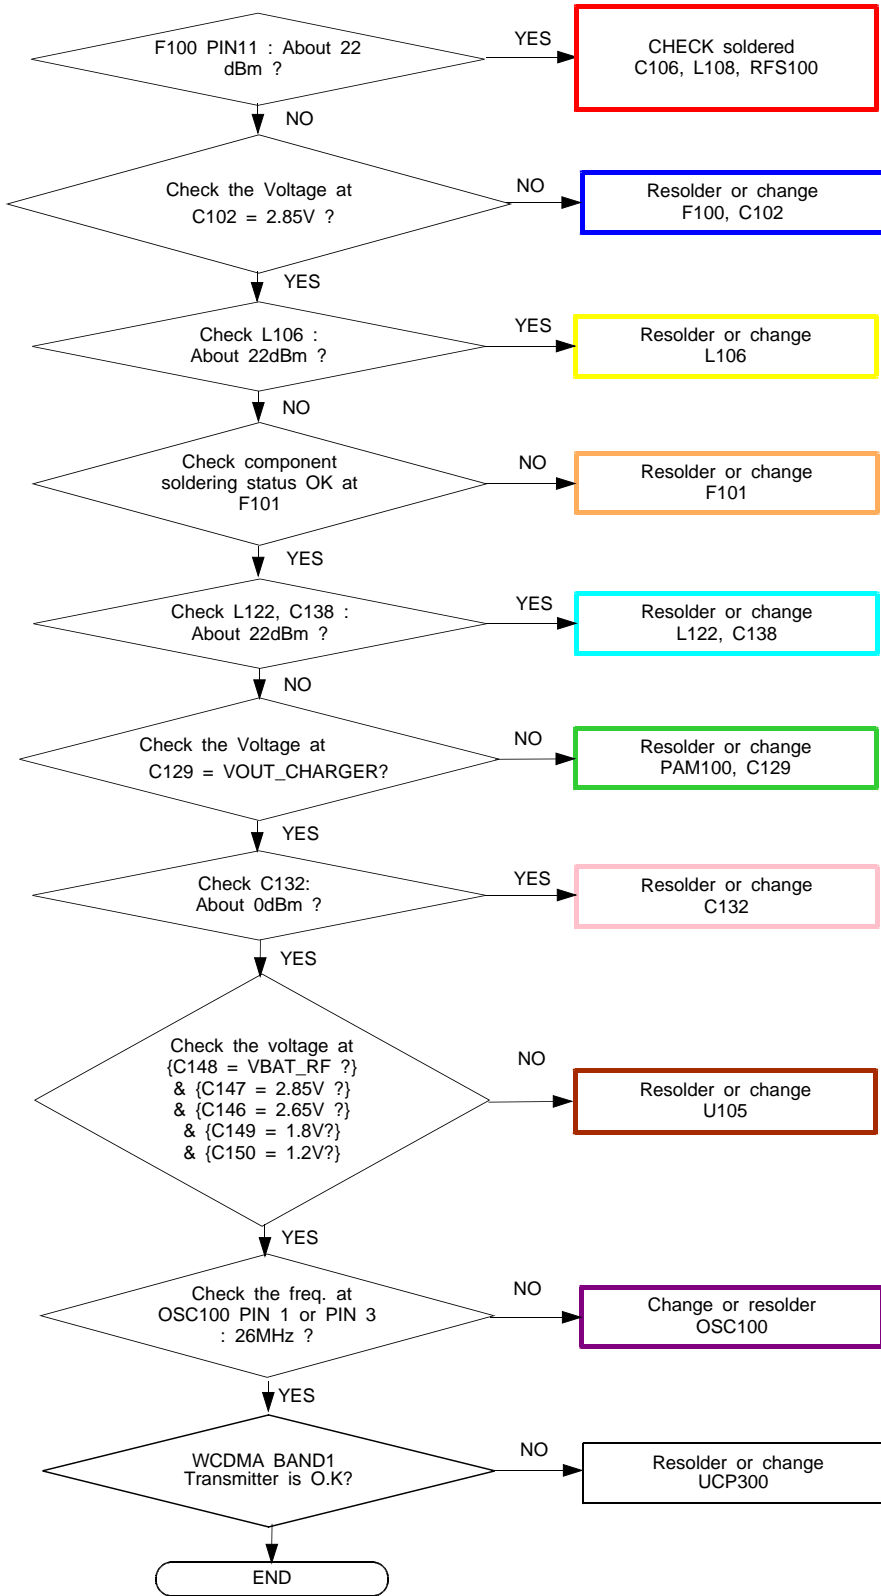 F100 PIN11 : About 22
dBm ?
YES
CHECK soldered
C106, L108, RFS100
NO
Check the Voltage at
C102 = 2.85V ?
NO
Resolder or change
F100, C102
YES
Check L106 :
About 22dBm ?
YES
Resolder or change
L106
NO
Check component
soldering status OK at
F101
NO
Resolder or change
F101
YES
Check L122, C138 :
About 22dBm ?
YES
Resolder or change
L122, C138
NO
Check the Voltage at
C129 = VOUT_CHARGER?
NO
Resolder or change
PAM100, C129
YES
Check C132:
About 0dBm ?
YES
Resolder or change
C132
YES
Check the voltage at
{C148 = VBAT_RF ?}
& {C147 = 2.85V ?}
& {C146 = 2.65V ?}
& {C149 = 1.8V?}
& {C150 = 1.2V?}
NO
Resolder or change
U105
YES
Check the freq. at
OSC100 PIN 1 or PIN 3
: 26MHz ?
NO
Change or resolder
OSC100
YES
WCDMA BAND1
Transmitter is O.K?
NO
Resolder or change
UCP300
END